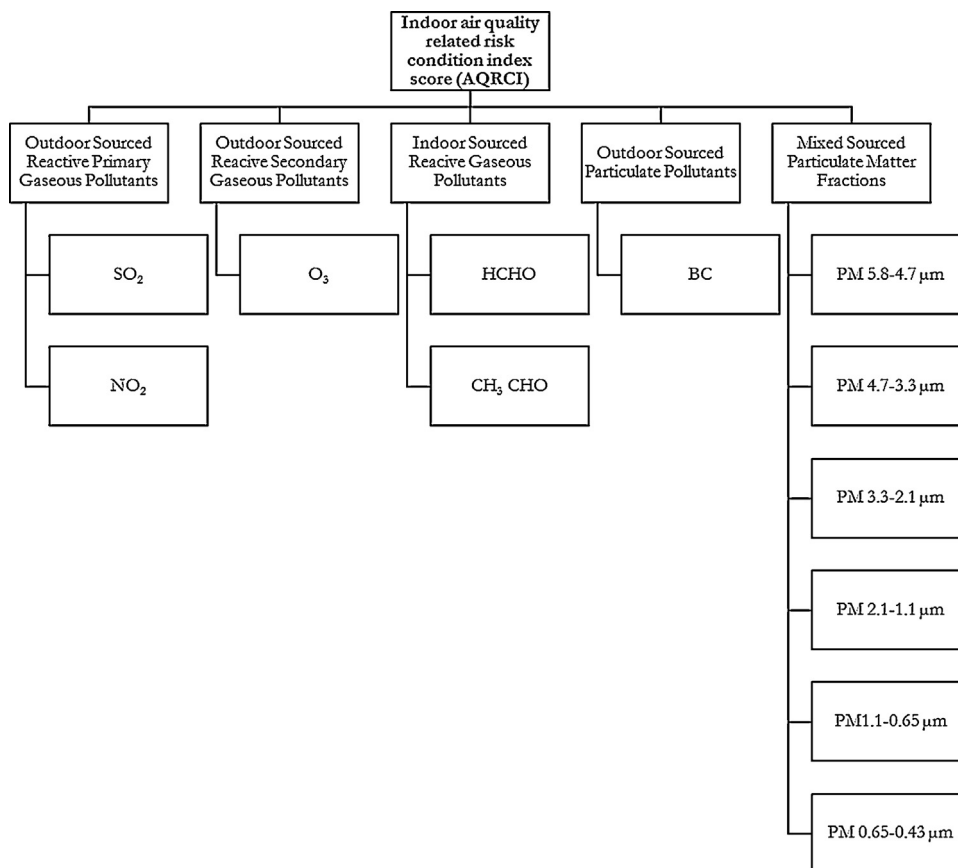 Indoor air quality
related risk
condition index
score (AQRCI)
Outdoor Sourced
Reactive Primary
Gaseous Pollutants
Outdoor Sourced
Reacive Secondary
Gaseous Pollutants
Indoor Sourced
Reacive Gaseous
Pollutants
Outdoor Sourced
Particulate Pollutants
Mixed Sourced
Particulate Matter
Fractions
SO₂
NO₂
O₃
HCHO
CH₃ CHO
BC
PM 5.8-4.7 µm
PM 4.7-3.3 µm
PM 3.3-2.1 µm
PM 2.1-1.1 µm
PM1.1-0.65 µm
PM 0.65-0.43 µm